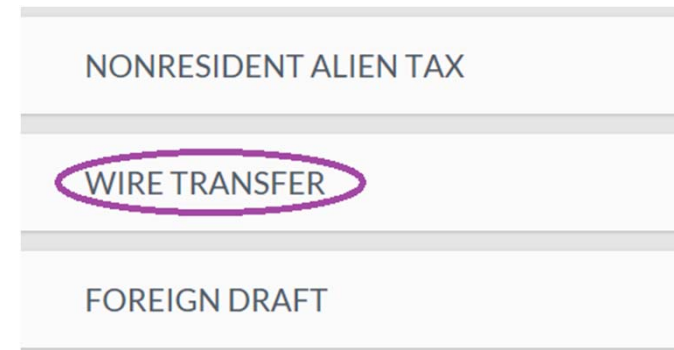 NONRESIDENT ALIEN TAX
WIRE TRANSFER
FOREIGN DRAFT